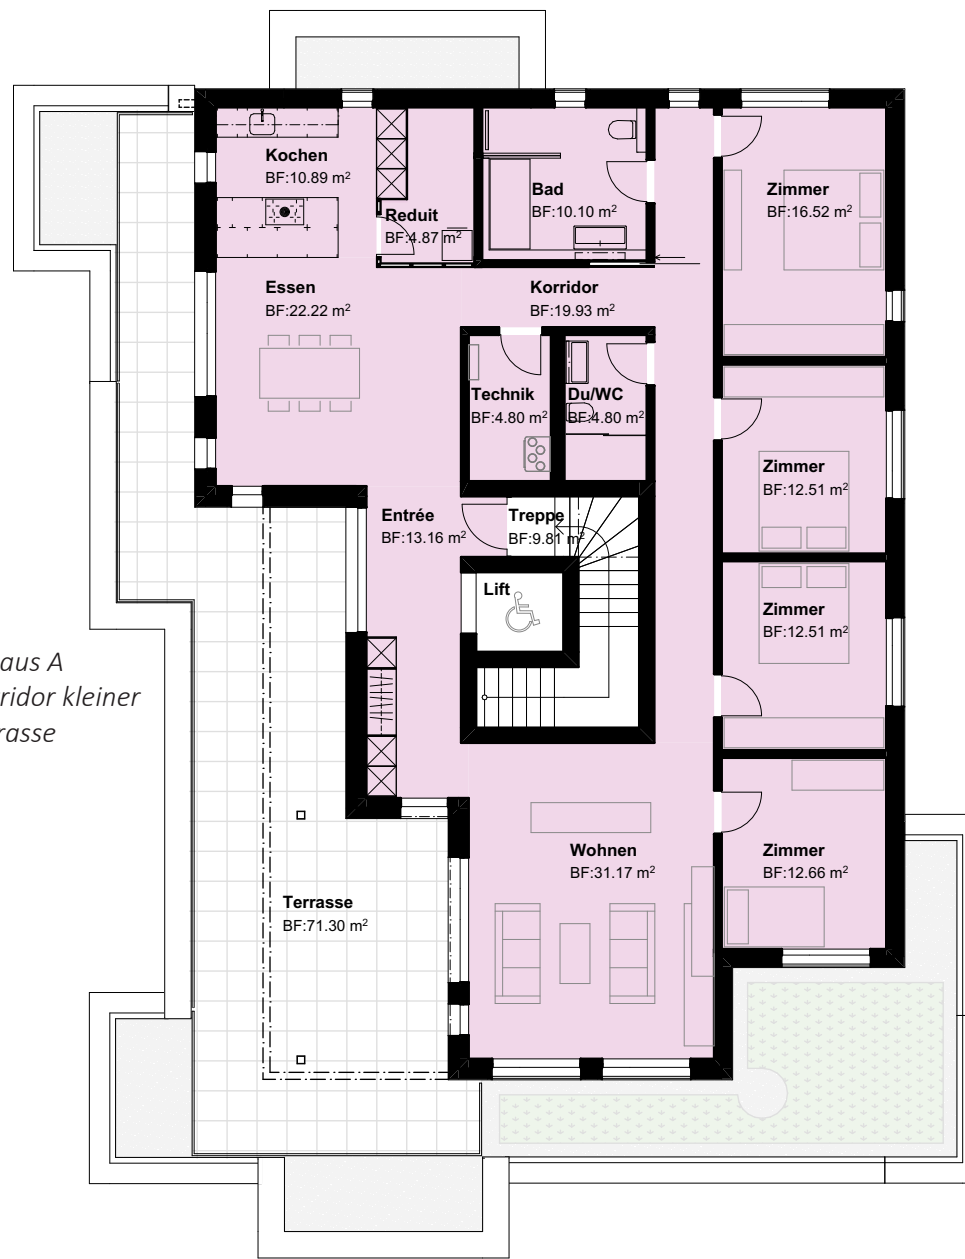 Kochen
BF:10.89 m²
Reduit
BF:4.87 m²
Bad
BF:10.10 m²
Zimmer
BF:16.52 m²
Essen
BF:22.22 m²
Korridor
BF:19.93 m²
Technik
BF:4.80 m²
Du/WC
BF:4.80 m²
Zimmer
BF:12.51 m²
Entrée
BF:13.16 m²
Treppe
BF:9.81 m²
Lift
Zimmer
BF:12.51 m²
aus A
ridor kleiner
rasse
Wohnen
BF:31.17 m²
Zimmer
BF:12.66 m²
Terrasse
BF:71.30 m²